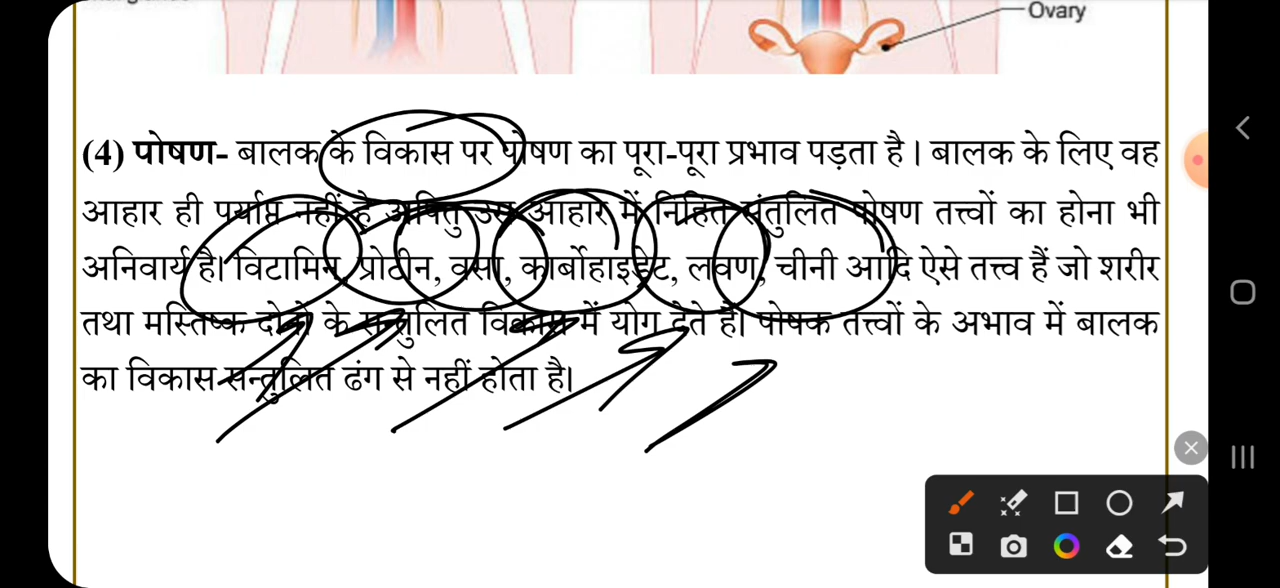 Ovary
(4) पोषण- बालक के विकास पर पोषण का पूरा-पूरा प्रभाव पड़ता है। बालक के लिए वह
आहार ही पर्याप्त नहीं है अपितु उस आहार में निहित संतुलित पोषण तत्त्वों का होना भी
अनिवार्य है। विटामिन, प्रोटीन, वसा, कार्बोहाइड्रेट, लवण, चीनी आदि ऐसे तत्त्व हैं जो शरीर
तथा मस्तिष्क दोनों के सन्तुलित विकास में योग देते हैं। पोषक तत्त्वों के अभाव में बालक
का विकास सन्तुलित ढंग से नहीं होता है।